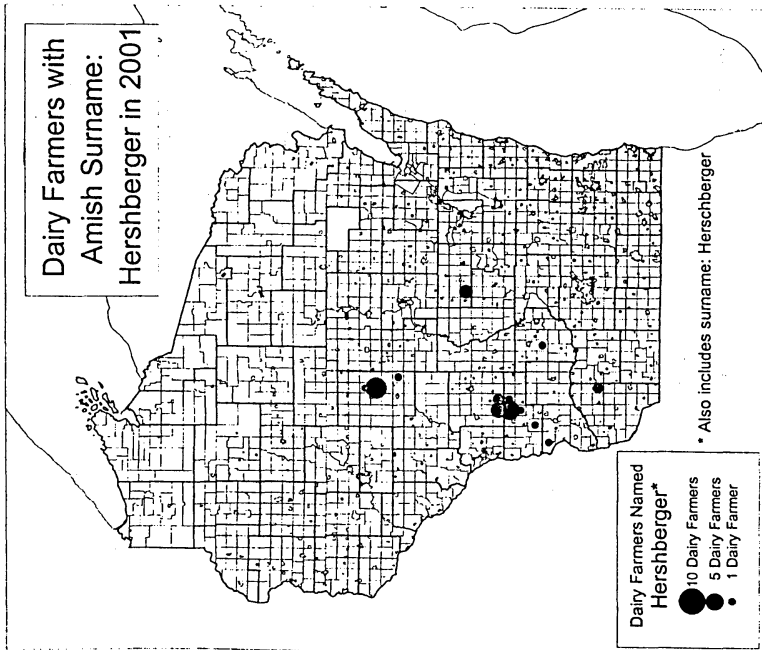 Dairy Farmers with
Amish Surname:
Hershberger in 2001
Dairy Farmers Named
Hershberger*
10 Dairy Farmers
5 Dairy Farmers
1 Dairy Farmer
* Also includes surname: Herschberger